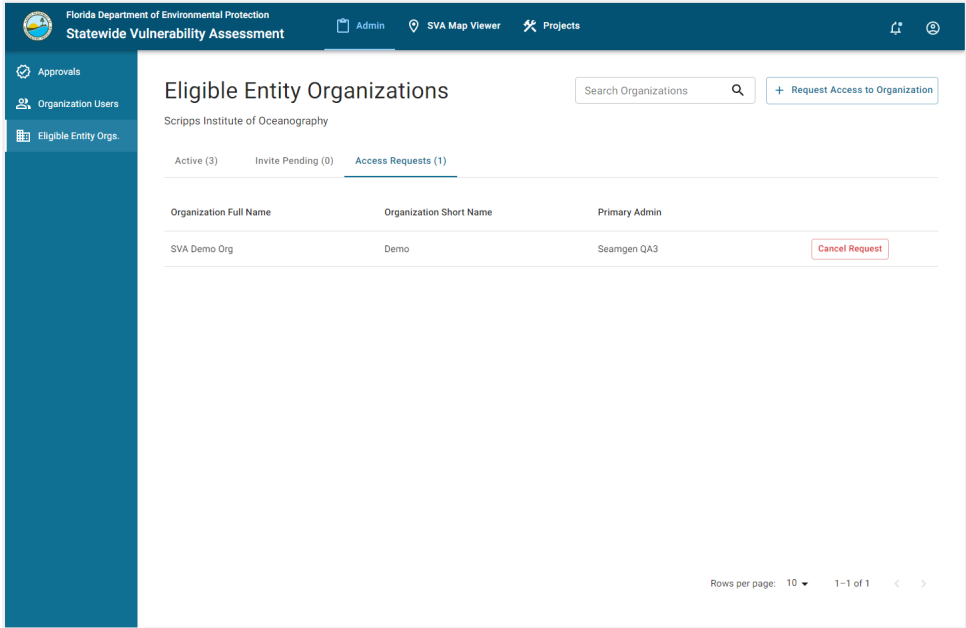 Florida Department of Environmental Protection
Statewide Vulnerability Assessment
Admin
SVA Map Viewer
Projects
Approvals
Organization Users
Eligible Entity Orgs.
Eligible Entity Organizations
Search Organizations
+ Request Access to Organization
Scripps Institute of Oceanography
Active (3) Invite Pending (0) Access Requests (1)
Organization Full Name Organization Short Name Primary Admin
SVA Demo Org Demo Seamgen QA3 Cancel Request
Rows per page: 10 1–1 of 1